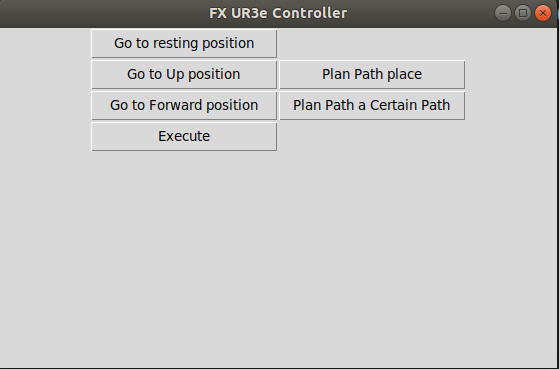 FX UR3e Controller
Go to resting position
Go to Up position
Plan Path place
Go to Forward position
Plan Path a Certain Path
Execute